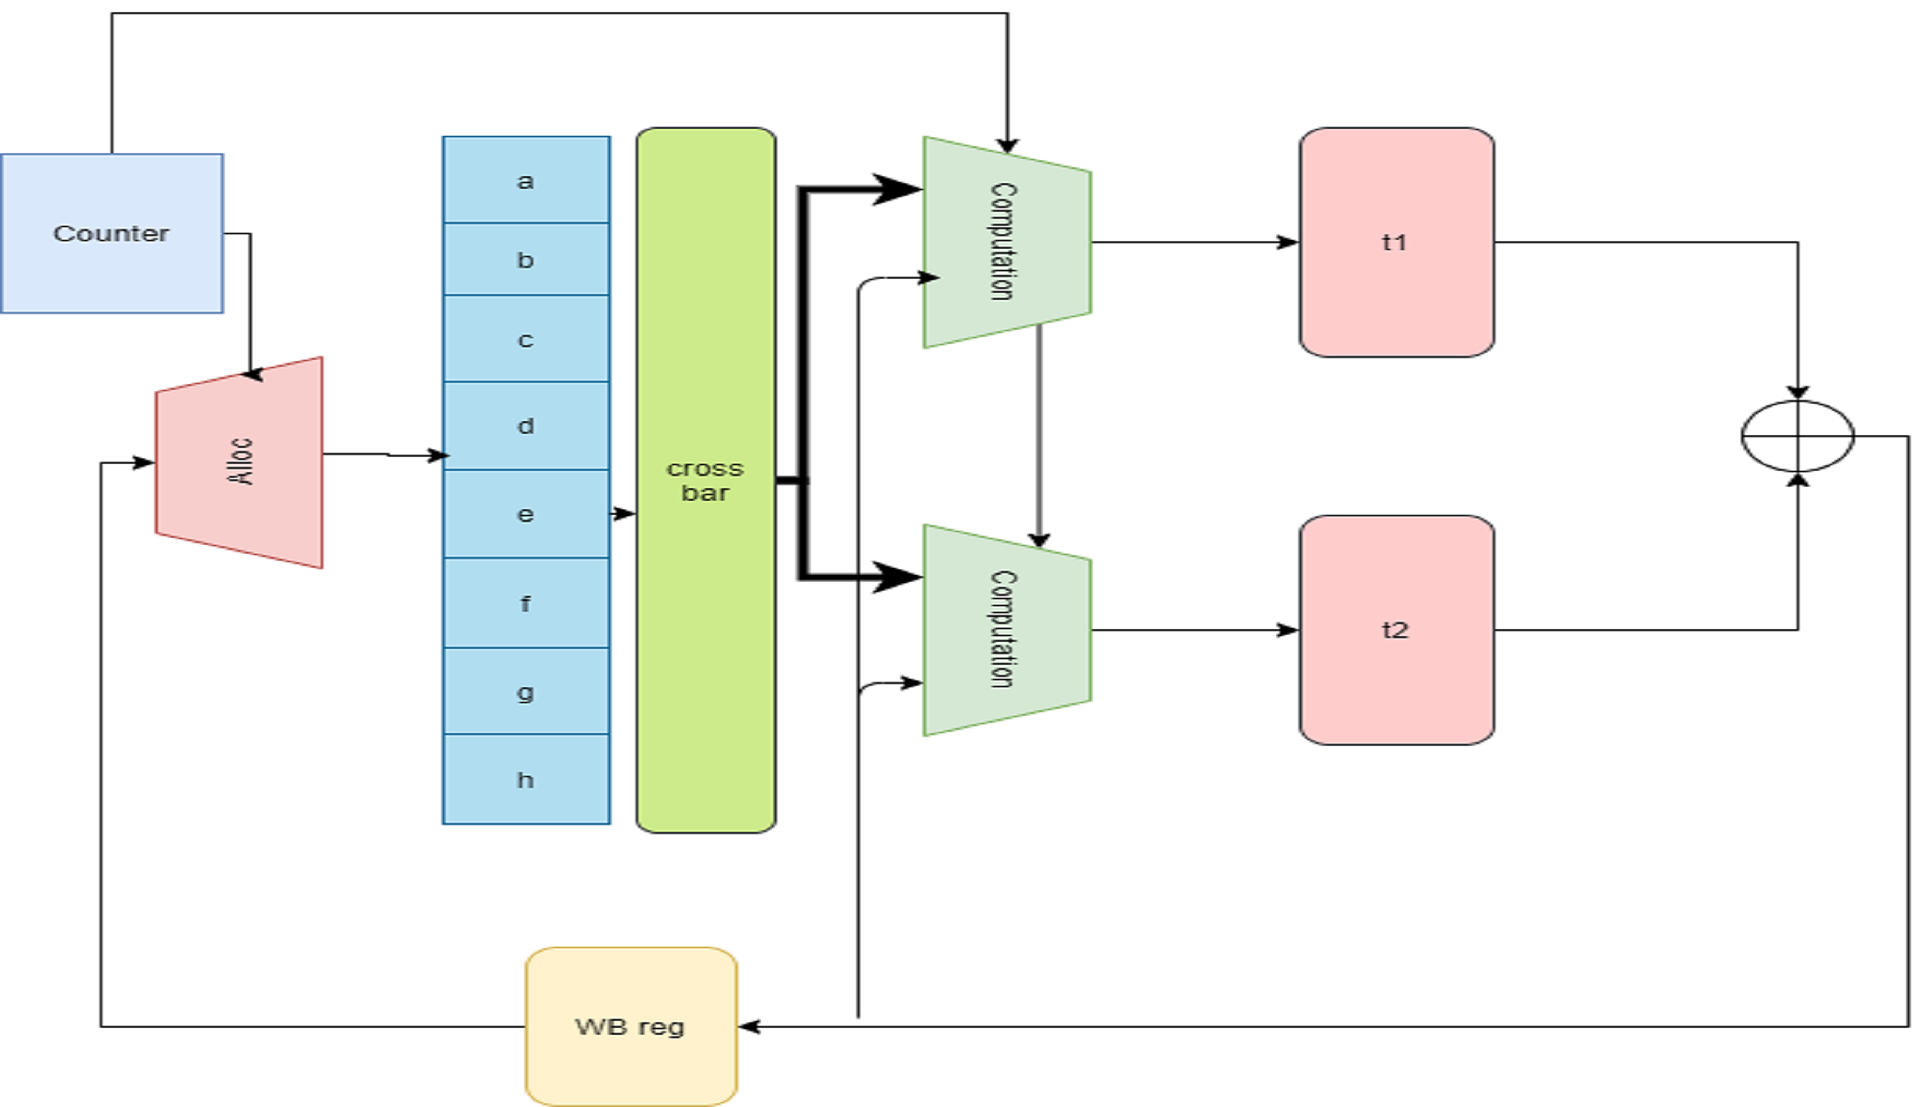 Counter
Alloc
a
b
c
d
e
f
g
h
cross
bar
Computation
Computation
t1
t2
WB reg